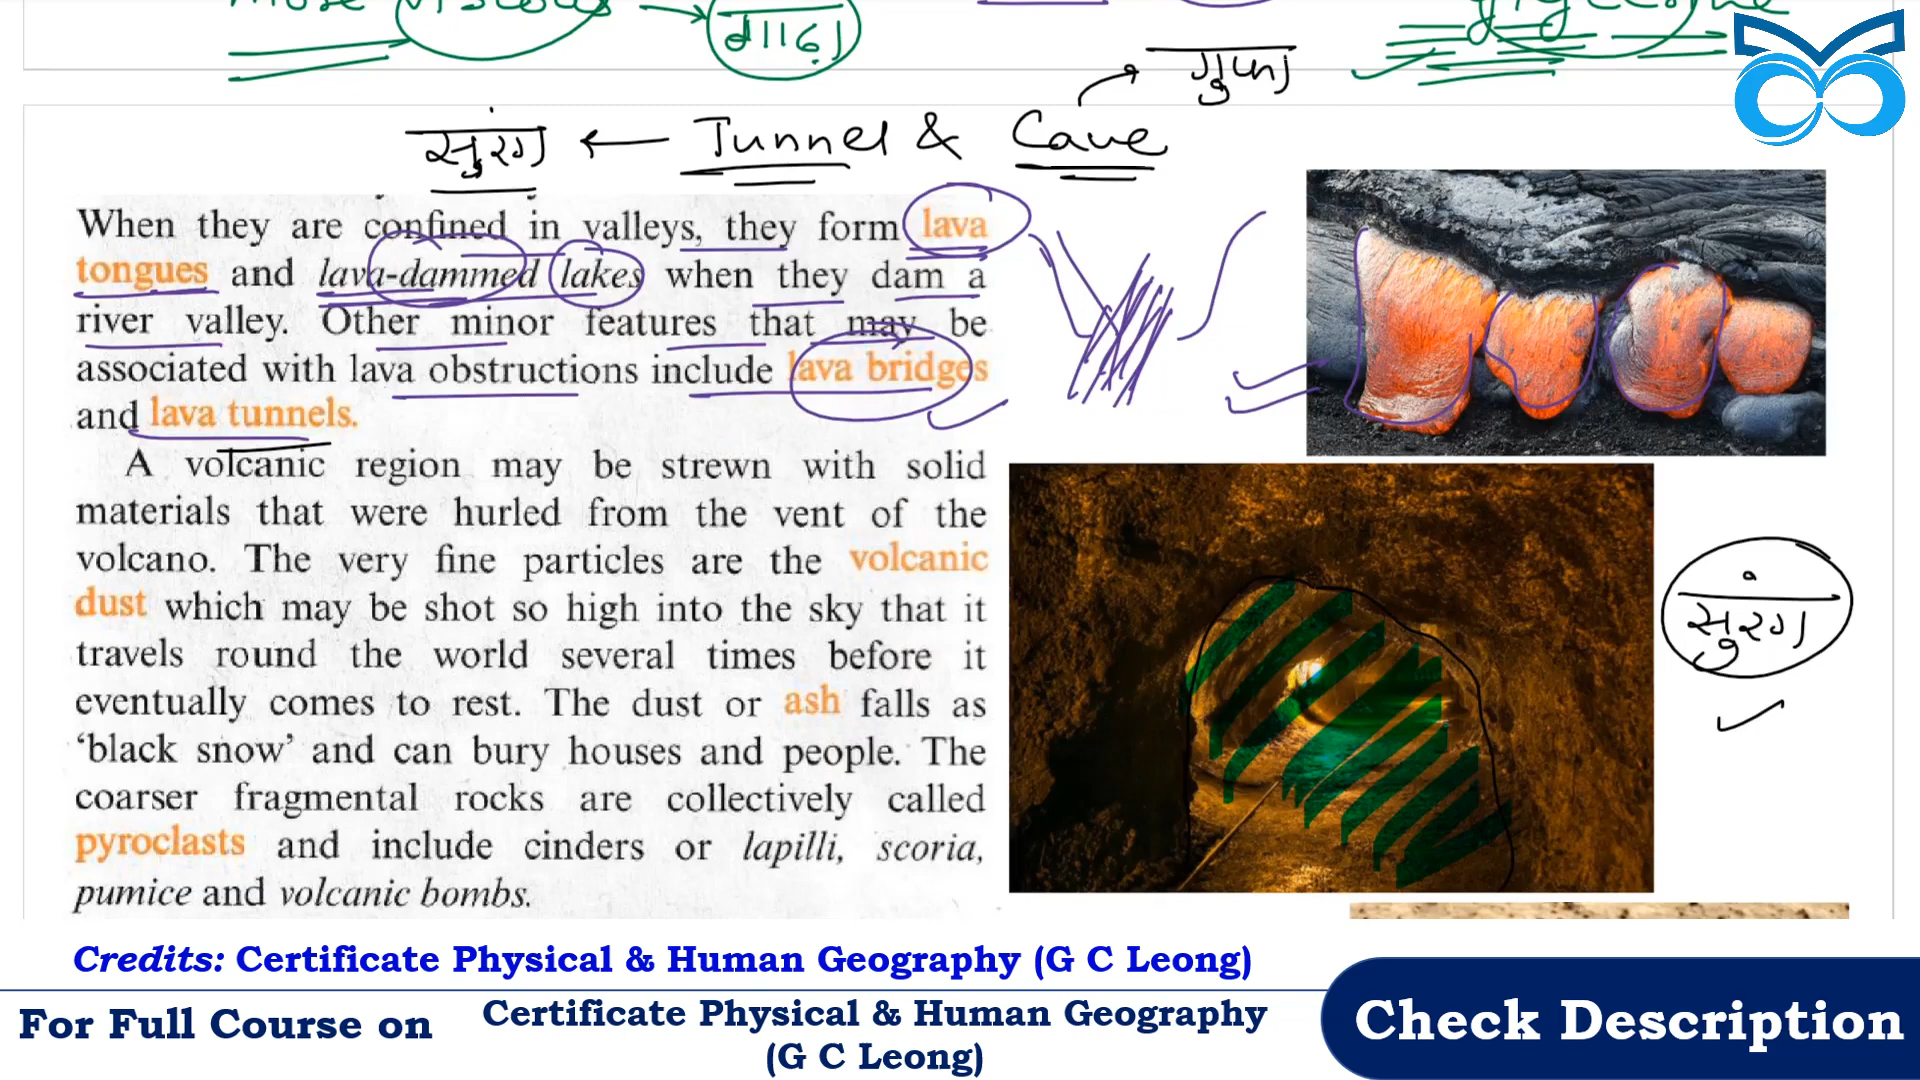 more viscous → गाढ़ा
गुफा
सुरंग ← Tunnel & Cave
When they are confined in valleys, they form lava
tongues and lava-dammed lakes when they dam a
river valley. Other minor features that may be
associated with lava obstructions include lava bridges
and lava tunnels.
A volcanic region may be strewn with solid
materials that were hurled from the vent of the
volcano. The very fine particles are the volcanic
dust which may be shot so high into the sky that it
travels round the world several times before it
eventually comes to rest. The dust or ash falls as
‘black snow’ and can bury houses and people. The
coarser fragmental rocks are collectively called
pyroclasts and include cinders or lapilli, scoria,
pumice and volcanic bombs.
सुरंग
Credits: Certificate Physical & Human Geography (G C Leong)
For Full Course on
Certificate Physical & Human Geography
(G C Leong)
Check Description